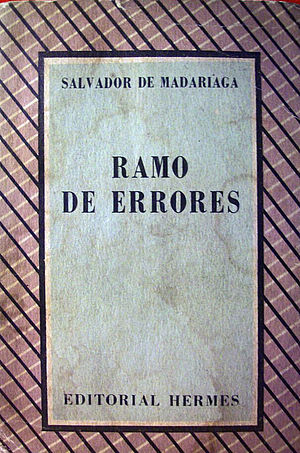 SALVADOR DE MADARIAGA
RAMO
DE ERRORES
EDITORIAL HERMES